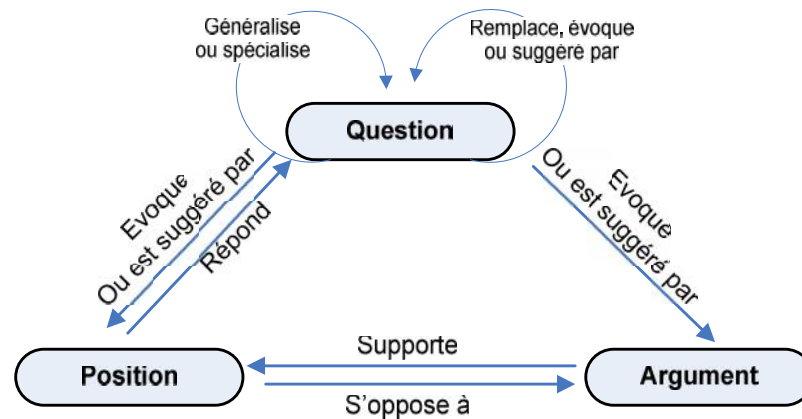 Généralise
ou spécialise
Remplace, évoque
ou suggéré par
Question
Evoque
Ou est suggéré par
Répond
Evoque
Ou est suggéré par
Supporte
Position
Argument
S'oppose à